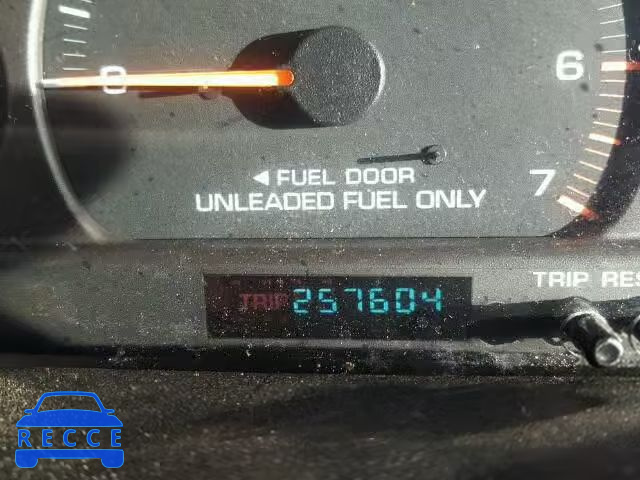 0
6
7
◄ FUEL DOOR
UNLEADED FUEL ONLY
TRIP RES
TRIP 257604
RECCE